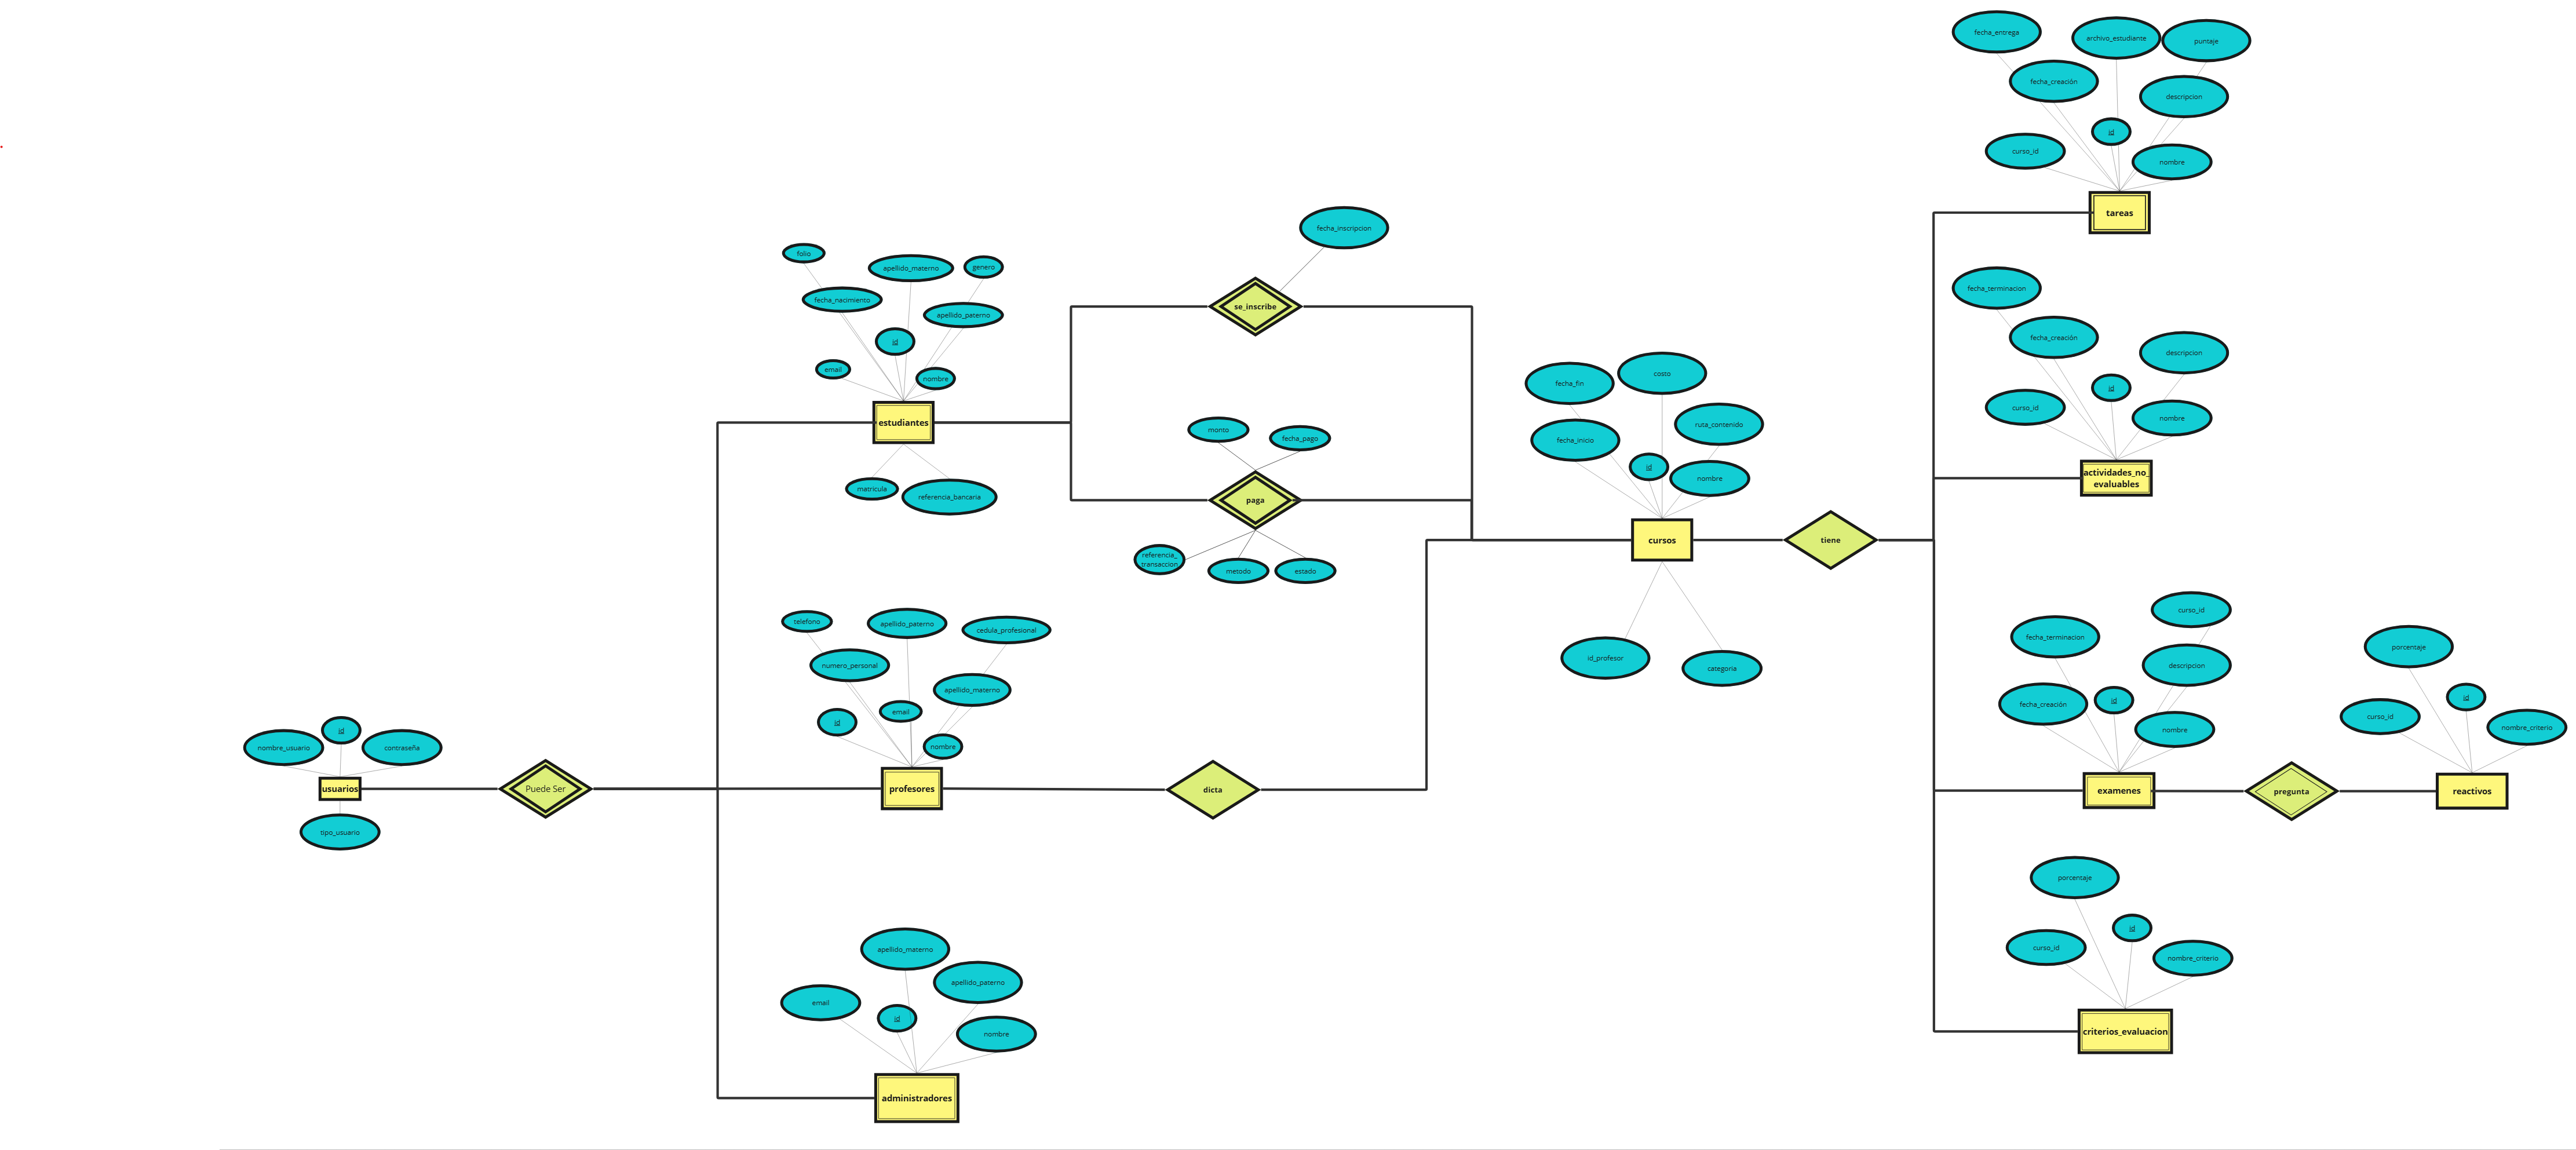 fecha_entrega
archivo_estudiante
puntaje
fecha_creación
descripcion
id
curso_id
nombre
tareas
fecha_inscripcion
folio
apellido_materno
genero
fecha_nacimiento
apellido_paterno
id
email
nombre
estudiantes
matricula
referencia_bancaria
se_inscribe
monto
fecha_pago
paga
referencia_
transaccion
metodo
estado
fecha_fin
costo
fecha_inicio
ruta_contenido
id
nombre
cursos
id_profesor
categoria
tiene
fecha_terminacion
fecha_creación
descripcion
id
curso_id
nombre
actividades_no_
evaluables
telefono
apellido_paterno
cedula_profesional
numero_personal
apellido_materno
id
email
nombre
profesores
dicta
nombre_usuario
id
contraseña
usuarios
tipo_usuario
Puede Ser
curso_id
fecha_terminacion
descripcion
fecha_creación
id
nombre
examenes
pregunta
porcentaje
id
curso_id
nombre_criterio
reactivos
porcentaje
id
curso_id
nombre_criterio
criterios_evaluacion
apellido_materno
apellido_paterno
email
id
nombre
administradores